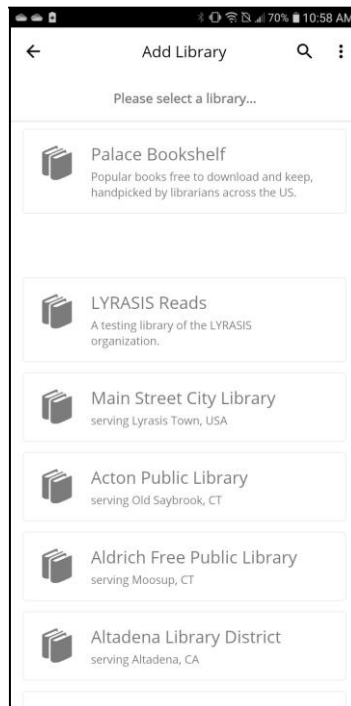 70% 10:58 AM
Add Library
Please select a library...
Palace Bookshelf
Popular books free to download and keep,
handpicked by librarians across the US.
LYRASIS Reads
A testing library of the LYRASIS
organization.
Main Street City Library
serving Lyrasis Town, USA
Acton Public Library
serving Old Saybrook, CT
Aldrich Free Public Library
serving Moosup, CT
Altadena Library District
serving Altadena, CA